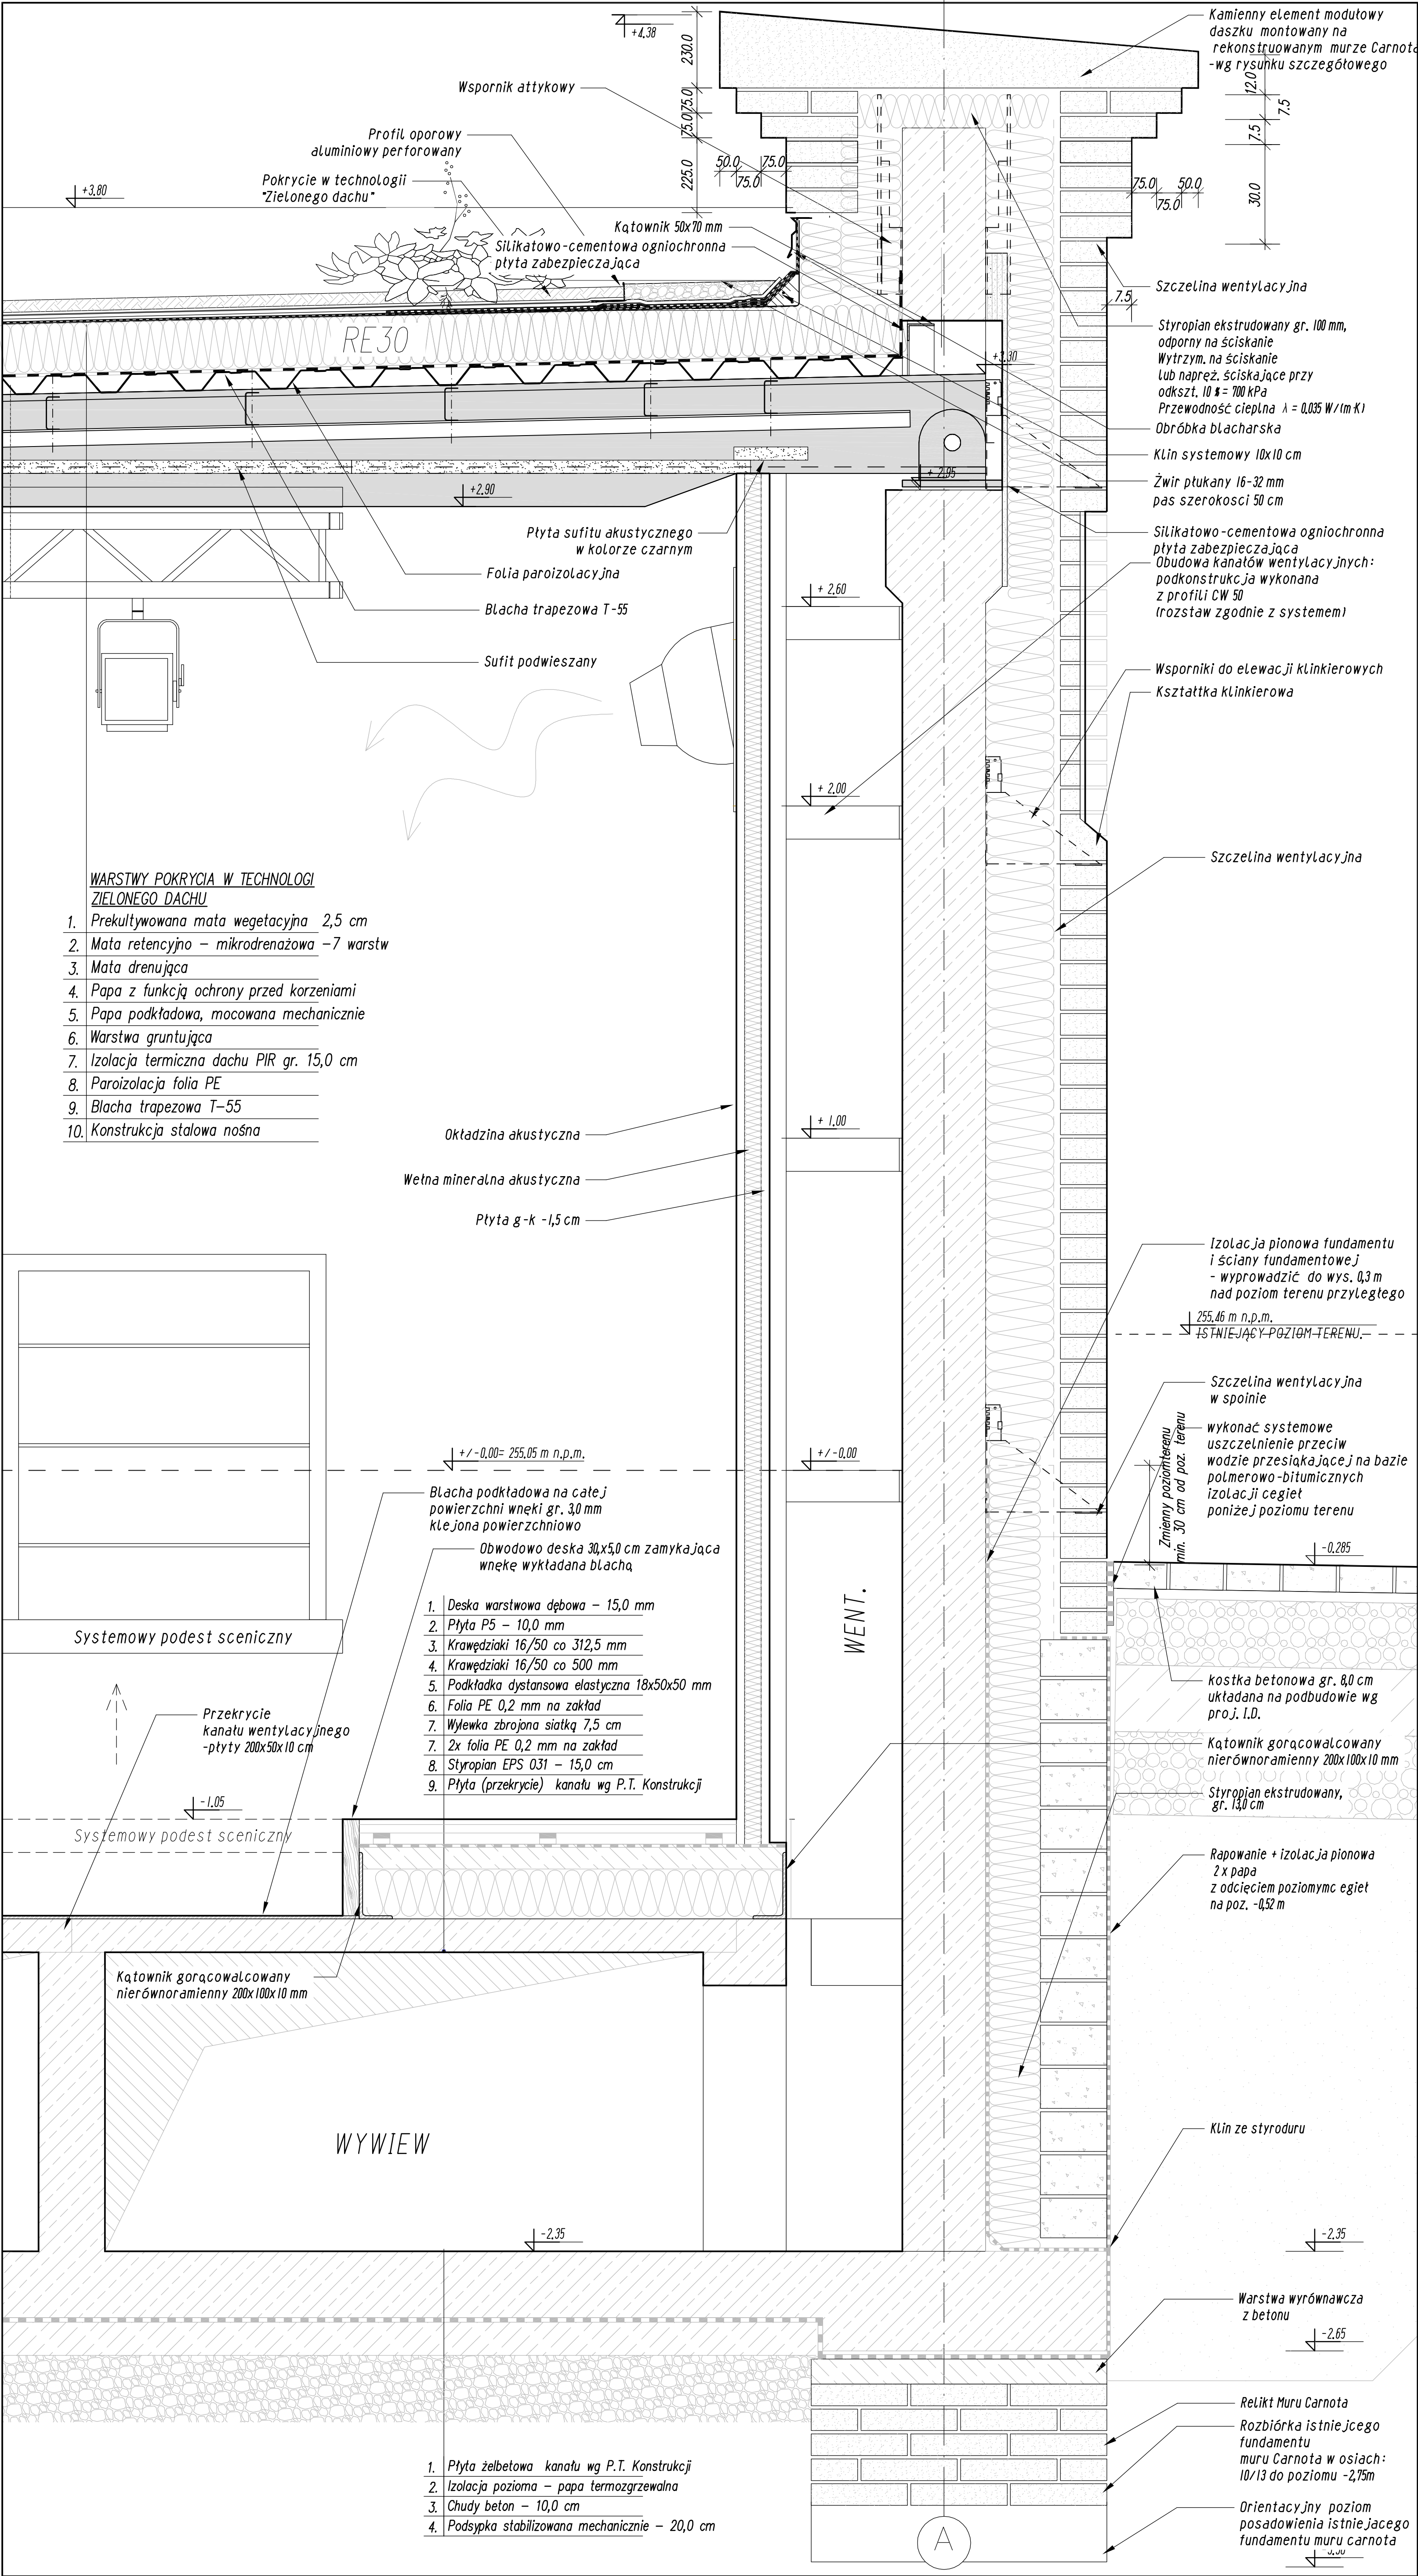 Kamienny element modułowy
daszku montowany na
rekonstruowanym murze Carnota
-wg rysunku szczegółowego
+4.38
230.0
75.0
75.0
225.0
50.0
75.0
75.0
12.0
7.5
7.5
30.0
75.0
75.0
50.0
7.5
Wspornik attykowy
Profil oporowy
aluminiowy perforowany
Pokrycie w technologii
"Zielonego dachu"
+3.80
Kątownik 50x70 mm
Silikatowo-cementowa ogniochronna
płyta zabezpieczająca
RE30
+3.30
+2.95
+2.90
Szczelina wentylacyjna
Styropian ekstrudowany gr. 100 mm,
odporny na ściskanie
Wytrzym. na ściskanie
lub napręż. ściskające przy
odkszt. 10 % = 700 kPa
Przewodność cieplna λ = 0,035 W/(m·K)
Obróbka blacharska
Klin systemowy 10x10 cm
Żwir płukany 16-32 mm
pas szerokosci 50 cm
Silikatowo-cementowa ogniochronna
płyta zabezpieczająca
Obudowa kanałów wentylacyjnych:
podkonstrukcja wykonana
z profili CW 50
(rozstaw zgodnie z systemem)
Wsporniki do elewacji klinkierowych
Kształtka klinkierowa
Szczelina wentylacyjna
Płyta sufitu akustycznego
w kolorze czarnym
Folia paroizolacyjna
Blacha trapezowa T-55
Sufit podwieszany
+ 2.60
+ 2.00
+ 1.00
WARSTWY POKRYCIA W TECHNOLOGI
ZIELONEGO DACHU
1. Prekultywowana mata wegetacyjna 2,5 cm
2. Mata retencyjno – mikrodrenażowa –7 warstw
3. Mata drenująca
4. Papa z funkcją ochrony przed korzeniami
5. Papa podkładowa, mocowana mechanicznie
6. Warstwa gruntująca
7. Izolacja termiczna dachu PIR gr. 15,0 cm
8. Paroizolacja folia PE
9. Blacha trapezowa T–55
10. Konstrukcja stalowa nośna
Okładzina akustyczna
Wełna mineralna akustyczna
Płyta g-k -1,5 cm
Izolacja pionowa fundamentu
i ściany fundamentowej
- wyprowadzić do wys. 0,3 m
nad poziom terenu przyległego
255.46 m n.p.m.
ISTNIEJĄCY POZIOM TERENU.
Szczelina wentylacyjna
w spoinie
wykonać systemowe
uszczelnienie przeciw
wodzie przesiąkającej na bazie
polmerowo-bitumicznych
izolacji cegieł
poniżej poziomu terenu
Zmienny poziomterenu
min. 30 cm od poz. terenu
-0.285
+/-0.00= 255.05 m n.p.m.
+/-0.00
Blacha podkładowa na całej
powierzchni wnęki gr. 3,0 mm
klejona powierzchniowo
Obwodowo deska 30,x5,0 cm zamykająca
wnękę wykładana blachą
1. Deska warstwowa dębowa – 15,0 mm
2. Płyta P5 – 10,0 mm
3. Krawędziaki 16/50 co 312,5 mm
4. Krawędziaki 16/50 co 500 mm
5. Podkładka dystansowa elastyczna 18x50x50 mm
6. Folia PE 0,2 mm na zakład
7. Wylewka zbrojona siatką 7,5 cm
7. 2x folia PE 0,2 mm na zakład
8. Styropian EPS 031 – 15,0 cm
9. Płyta (przekrycie) kanału wg P.T. Konstrukcji
WENT.
Systemowy podest sceniczny
Przekrycie
kanału wentylacyjnego
-płyty 200x50x10 cm
-1.05
Systemowy podest sceniczny
kostka betonowa gr. 8,0 cm
układana na podbudowie wg
proj. I.D.
Kątownik gorącowalcowany
nierównoramienny 200x100x10 mm
Styropian ekstrudowany,
gr. 13,0 cm
Rapowanie + izolacja pionowa
2 x papa
z odcięciem poziomymc egieł
na poz. -0,52 m
Kątownik gorącowalcowany
nierównoramienny 200x100x10 mm
WYWIEW
Klin ze styroduru
-2.35
-2.35
Warstwa wyrównawcza
z betonu
-2.65
Relikt Muru Carnota
Rozbiórka istniejcego
fundamentu
muru Carnota w osiach:
10/13 do poziomu -2,75m
Orientacyjny poziom
posadowienia istniejacego
fundamentu muru carnota
1. Płyta żelbetowa kanału wg P.T. Konstrukcji
2. Izolacja pozioma – papa termozgrzewalna
3. Chudy beton – 10,0 cm
4. Podsypka stabilizowana mechanicznie – 20,0 cm
A